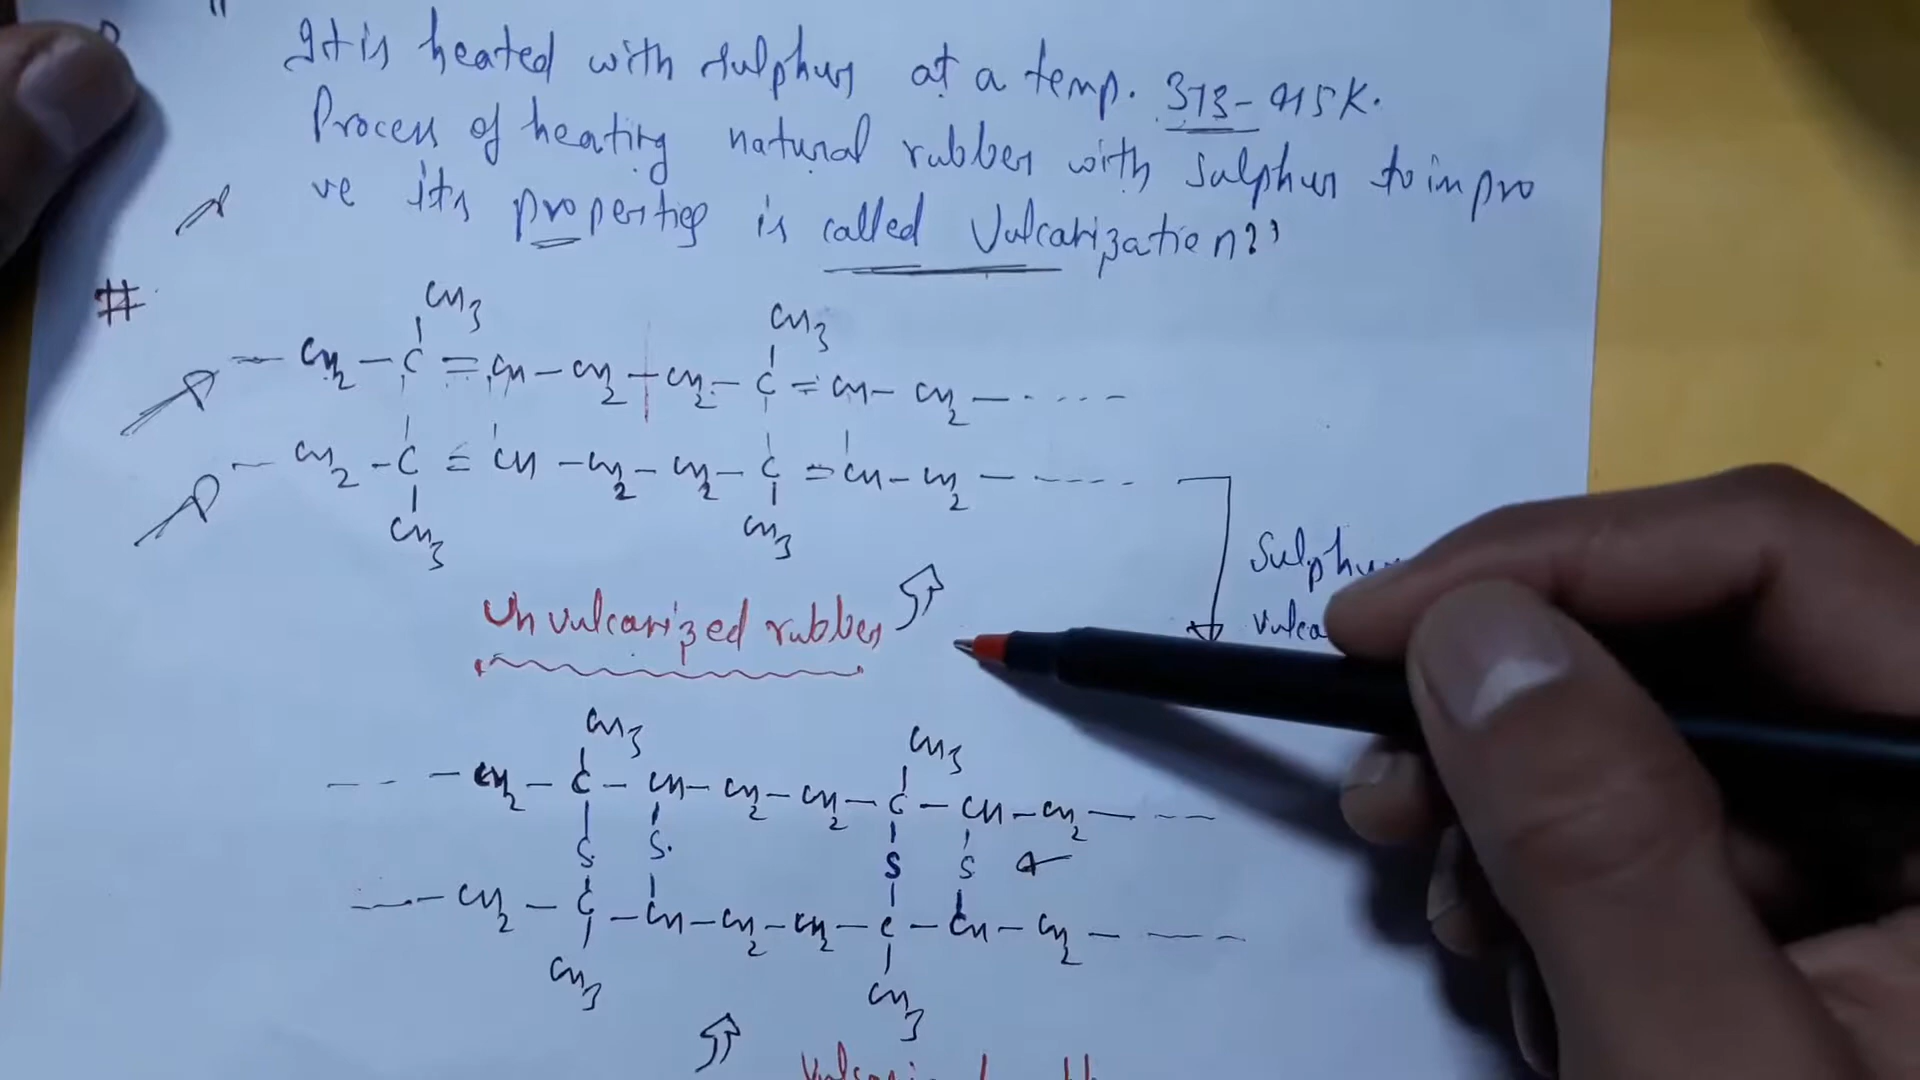 It is heated with sulphur at a temp. 373-415K.
Process of heating natural rubber with sulphur to impro
ve its properties is called Vulcanization"
#
CH3 CH3
CH2 - C = CH - CH2 - CH2 - C = CH - CH2 - ----
CH2 - C = CH - CH2 - CH2 - C = CH - CH2 - ----
CH3 CH3
Sulphur
Unvulcanized rubber
CH3 CH3
--- CH2 - C - CH - CH2 - CH2 - C - CH - CH2 - ---
S S S S
--- CH2 - C - CH - CH2 - CH2 - C - CH - CH2 - ---
CH3 CH3